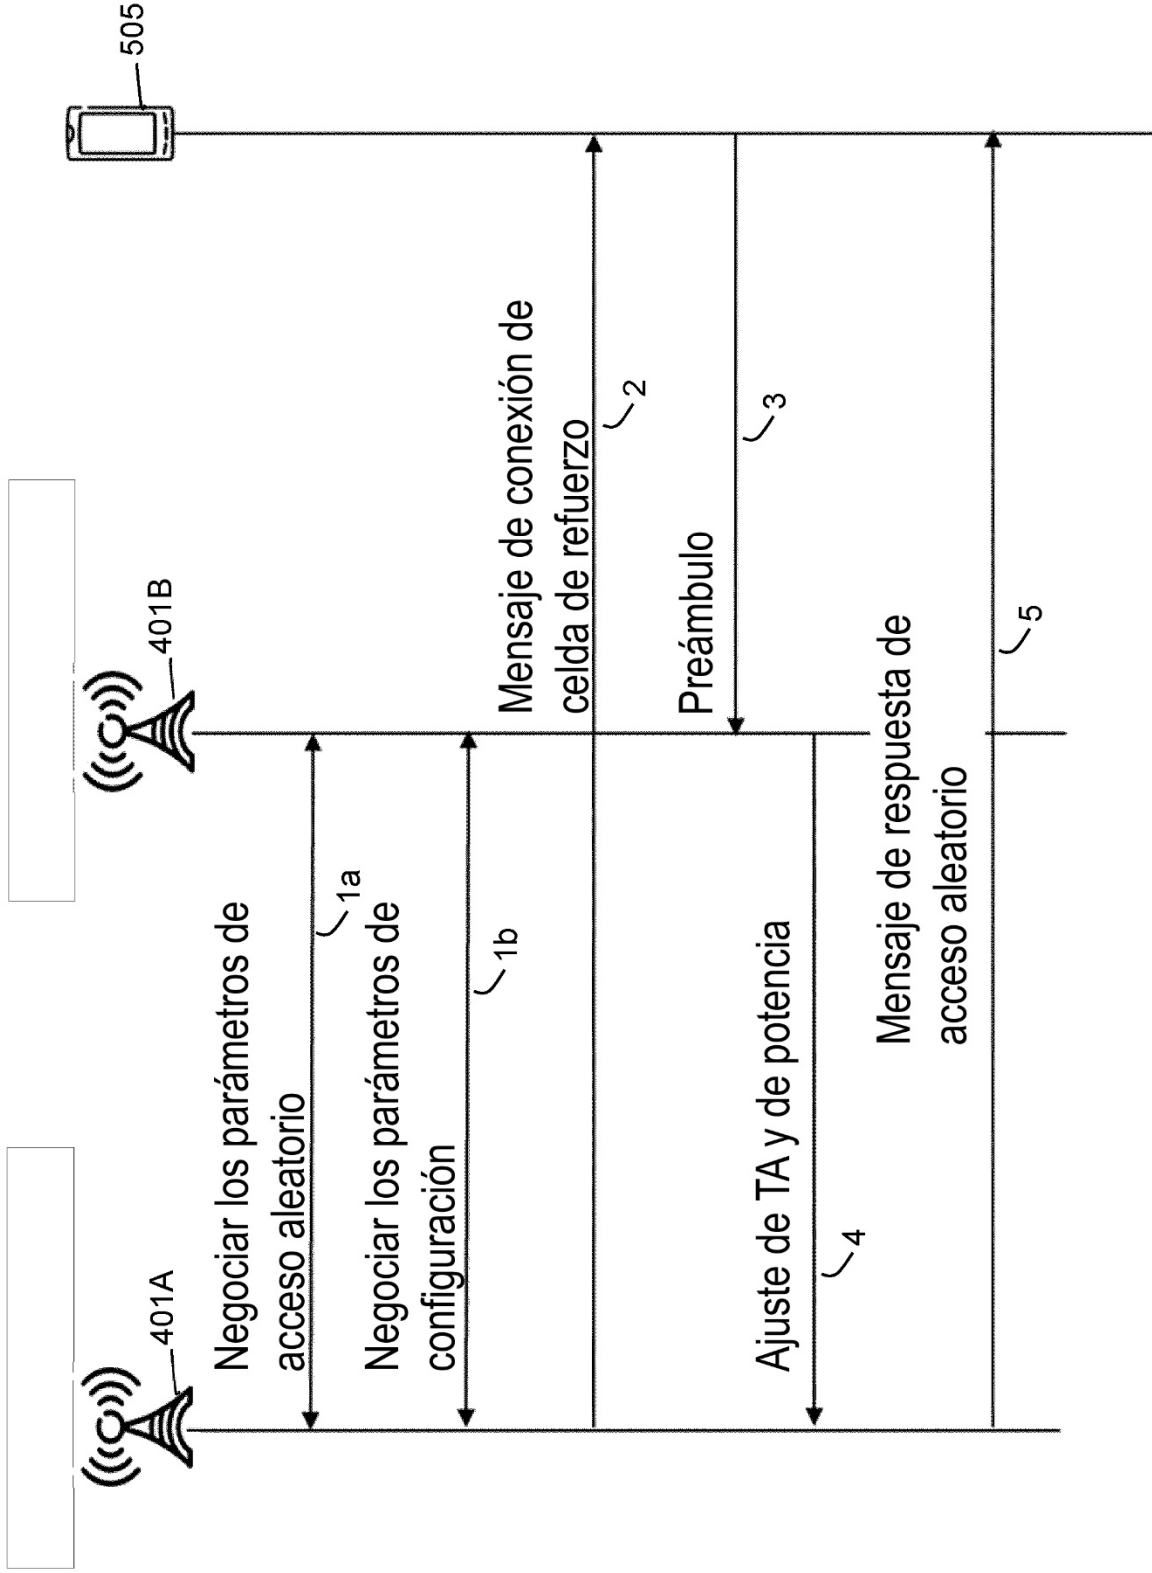 401A
401B
505
Negociar los parámetros de
acceso aleatorio
1a
Negociar los parámetros de
configuración
1b
Mensaje de conexión de
celda de refuerzo
2
Preámbulo
3
Ajuste de TA y de potencia
4
Mensaje de respuesta de
acceso aleatorio
5